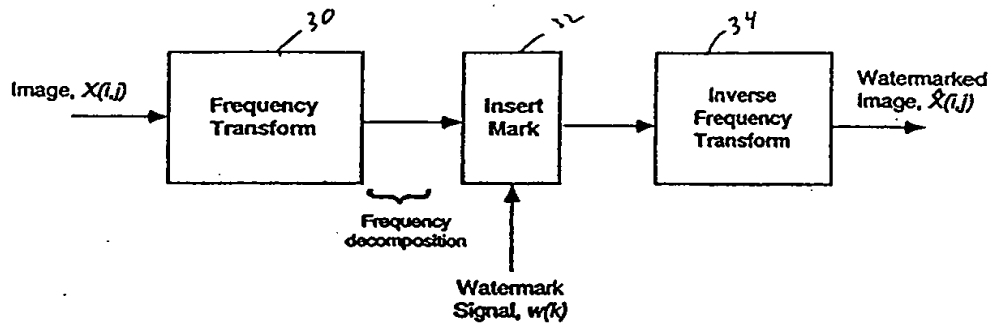 30
32
34
Image, X(i,j)
Frequency
Transform
Insert
Mark
Inverse
Frequency
Transform
Watermarked
Image, X̂(i,j)
Frequency
decomposition
Watermark
Signal, w(k)